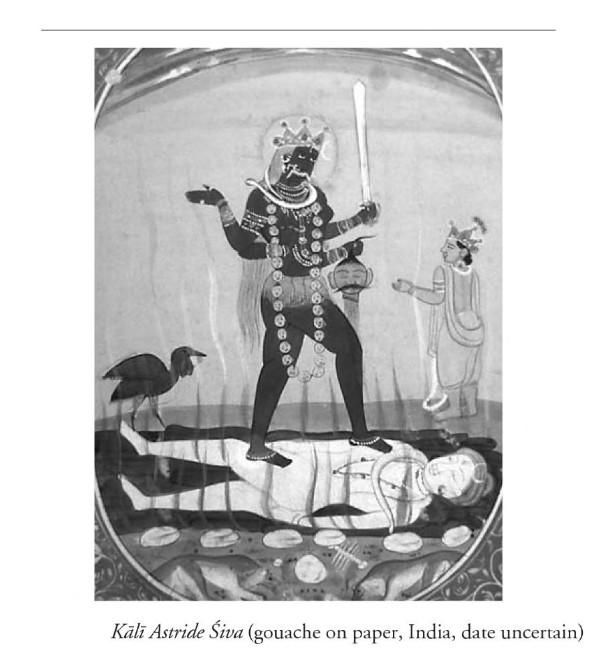 Kālī Astride Śiva (gouache on paper, India, date uncertain)